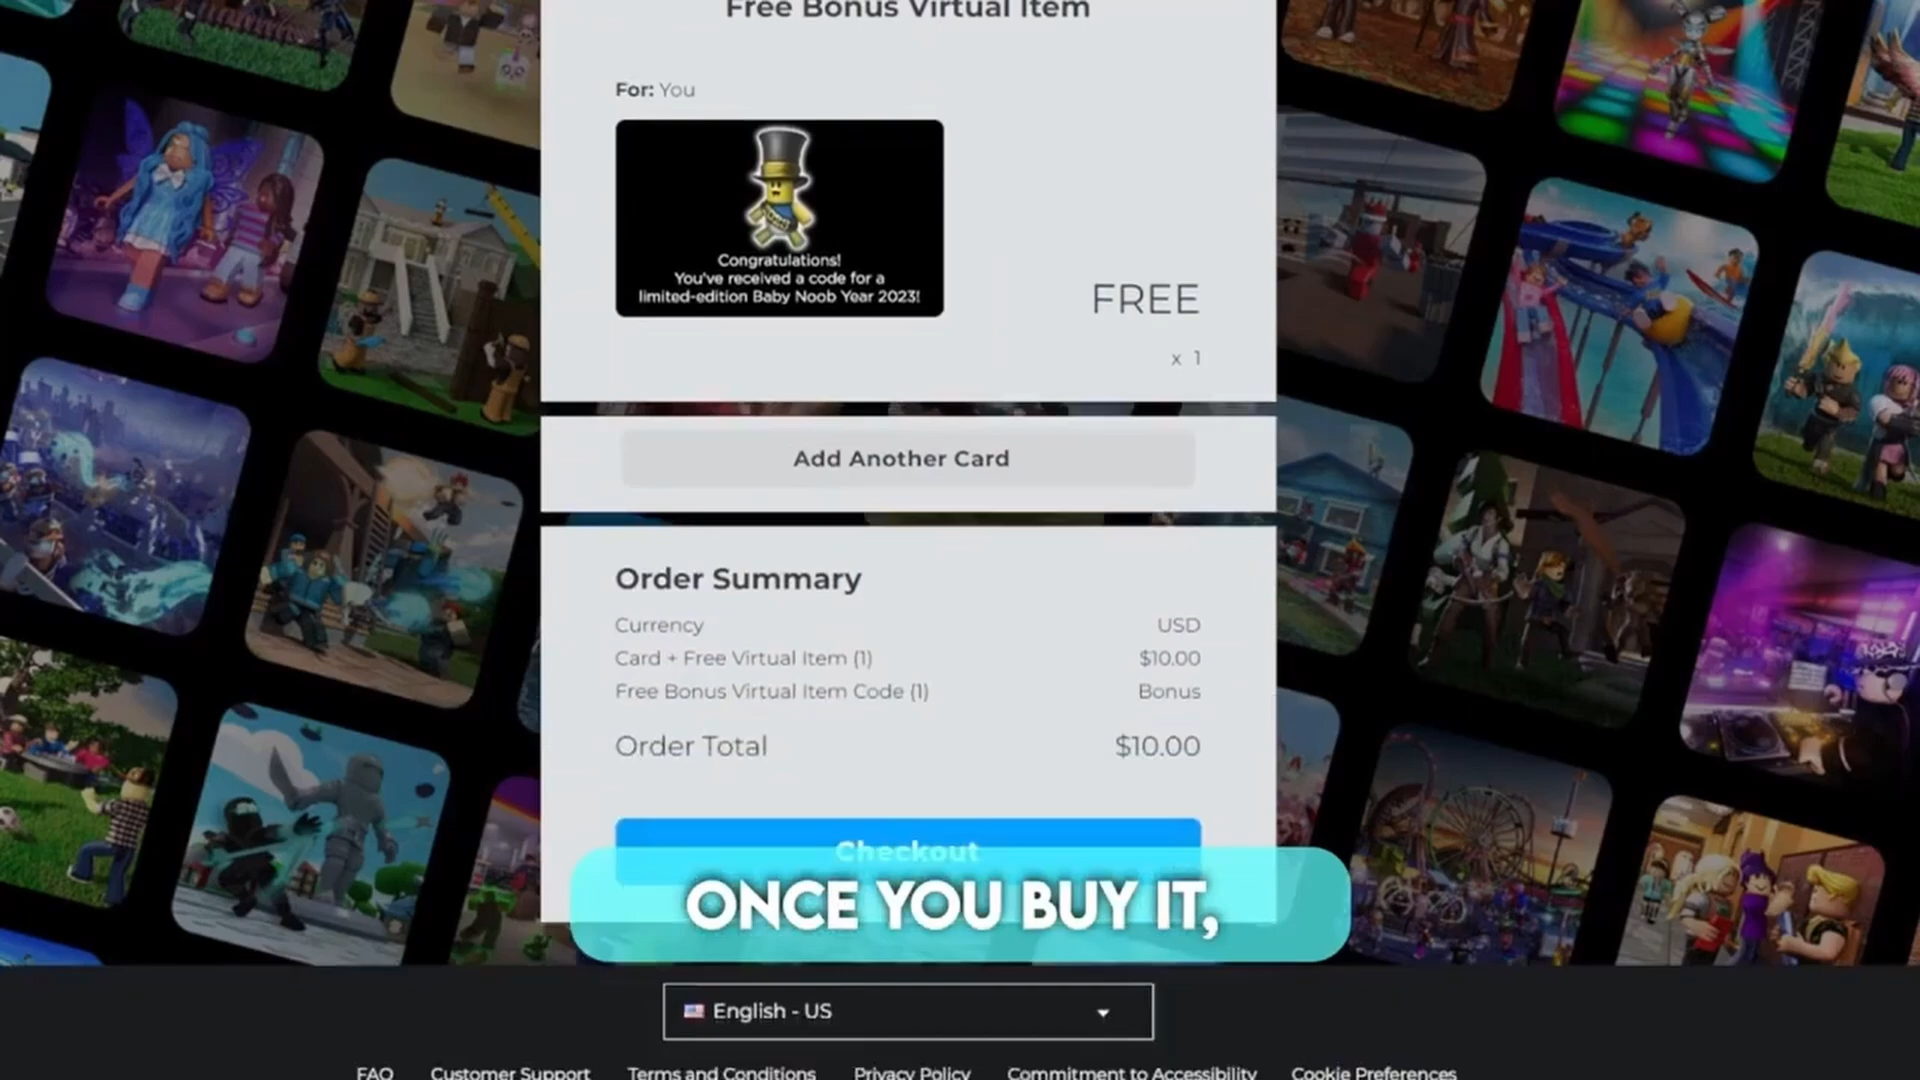 Free Bonus Virtual Item
For: You
Congratulations!
You've received a code for a
limited-edition Baby Noob Year 2023!
FREE
x 1
Add Another Card
Order Summary
Currency USD
Card + Free Virtual Item (1) $10.00
Free Bonus Virtual Item Code (1) Bonus
Order Total $10.00
Checkout
ONCE YOU BUY IT,
English - US
FAQ Customer Support Terms and Conditions Privacy Policy Commitment to Accessibility Cookie Preferences